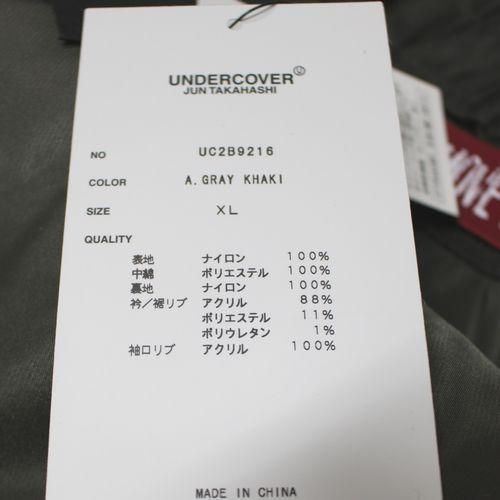 UNDERCOVER Ⓤ
JUN TAKAHASHI
NO UC2B9216
COLOR A.GRAY KHAKI
SIZE XL
QUALITY
表地 ナイロン 100%
中綿 ポリエステル 100%
裏地 ナイロン 100%
衿/裾リブ アクリル 88%
ポリエステル 11%
ポリウレタン 1%
袖口リブ アクリル 100%
MADE IN CHINA